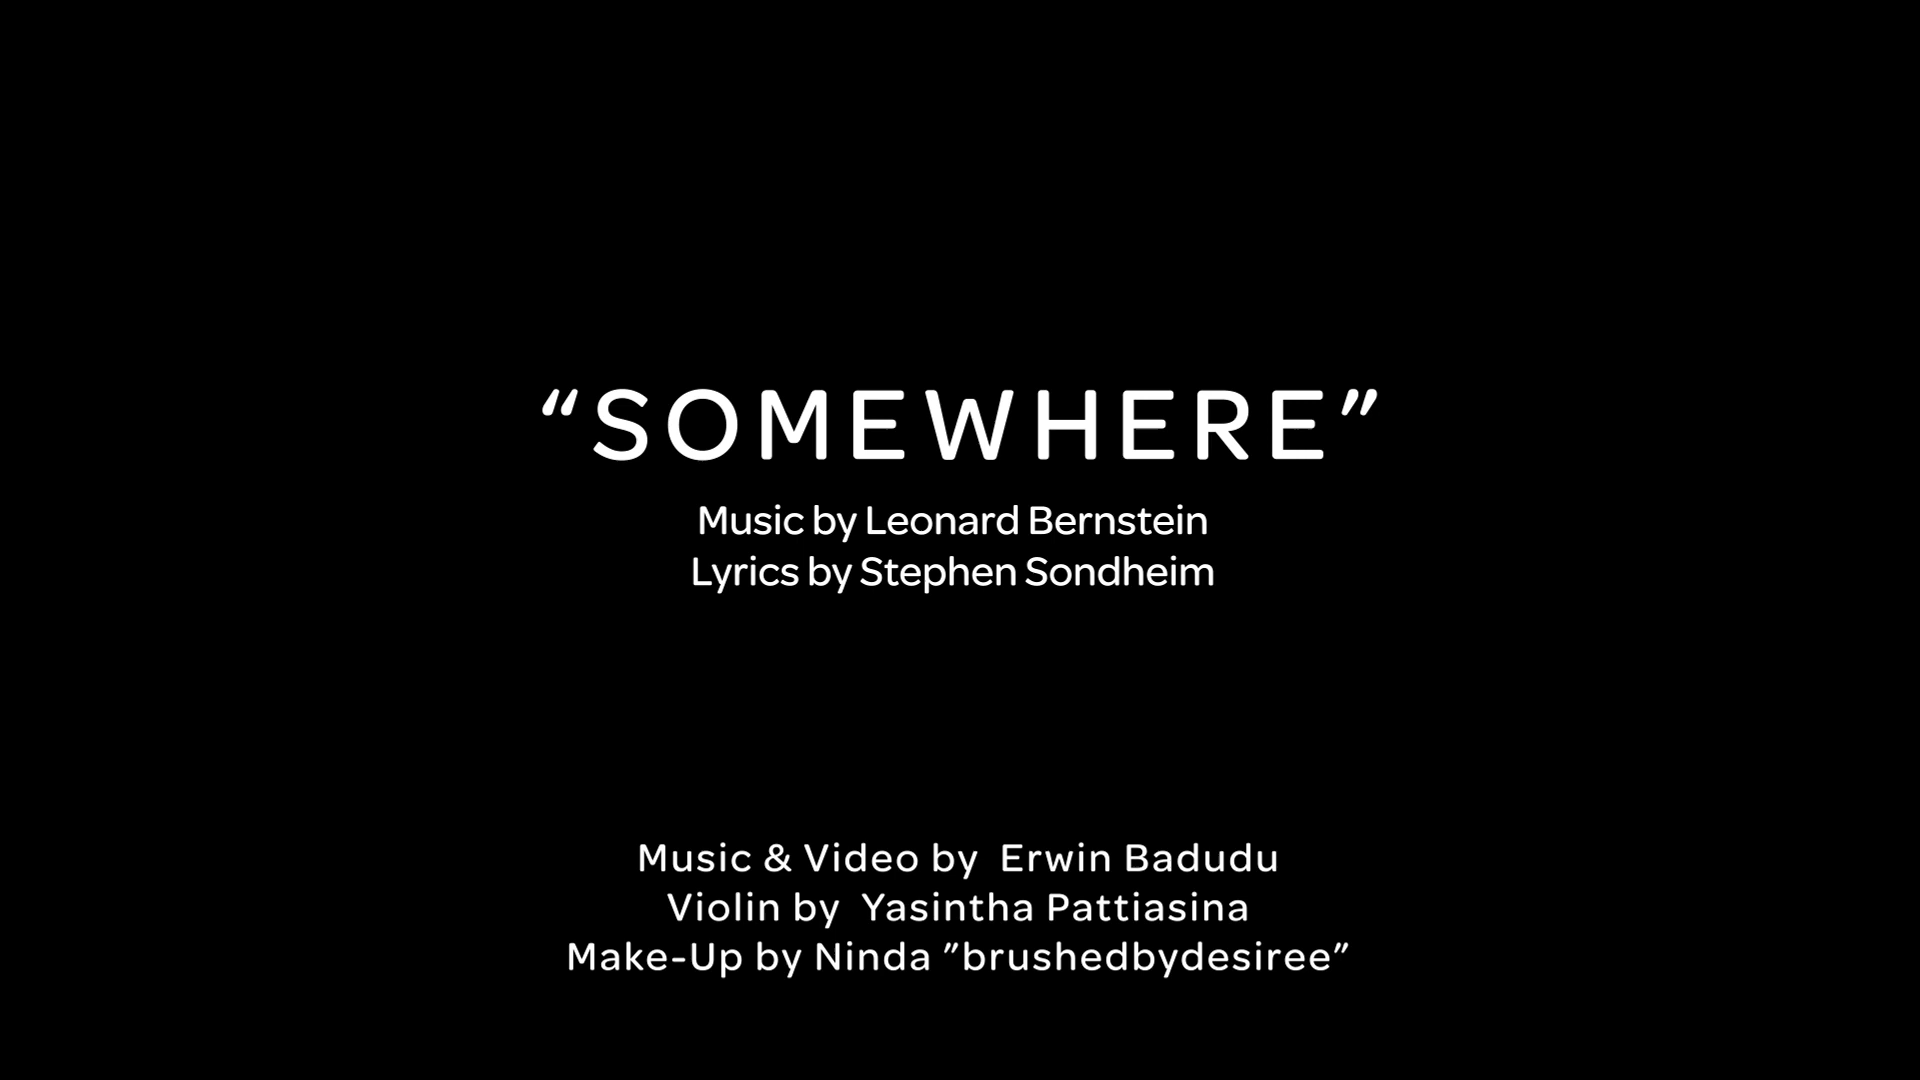 “SOMEWHERE”
Music by Leonard Bernstein
Lyrics by Stephen Sondheim
Music & Video by Erwin Badudu
Violin by Yasintha Pattiasina
Make-Up by Ninda ”brushedbydesiree”